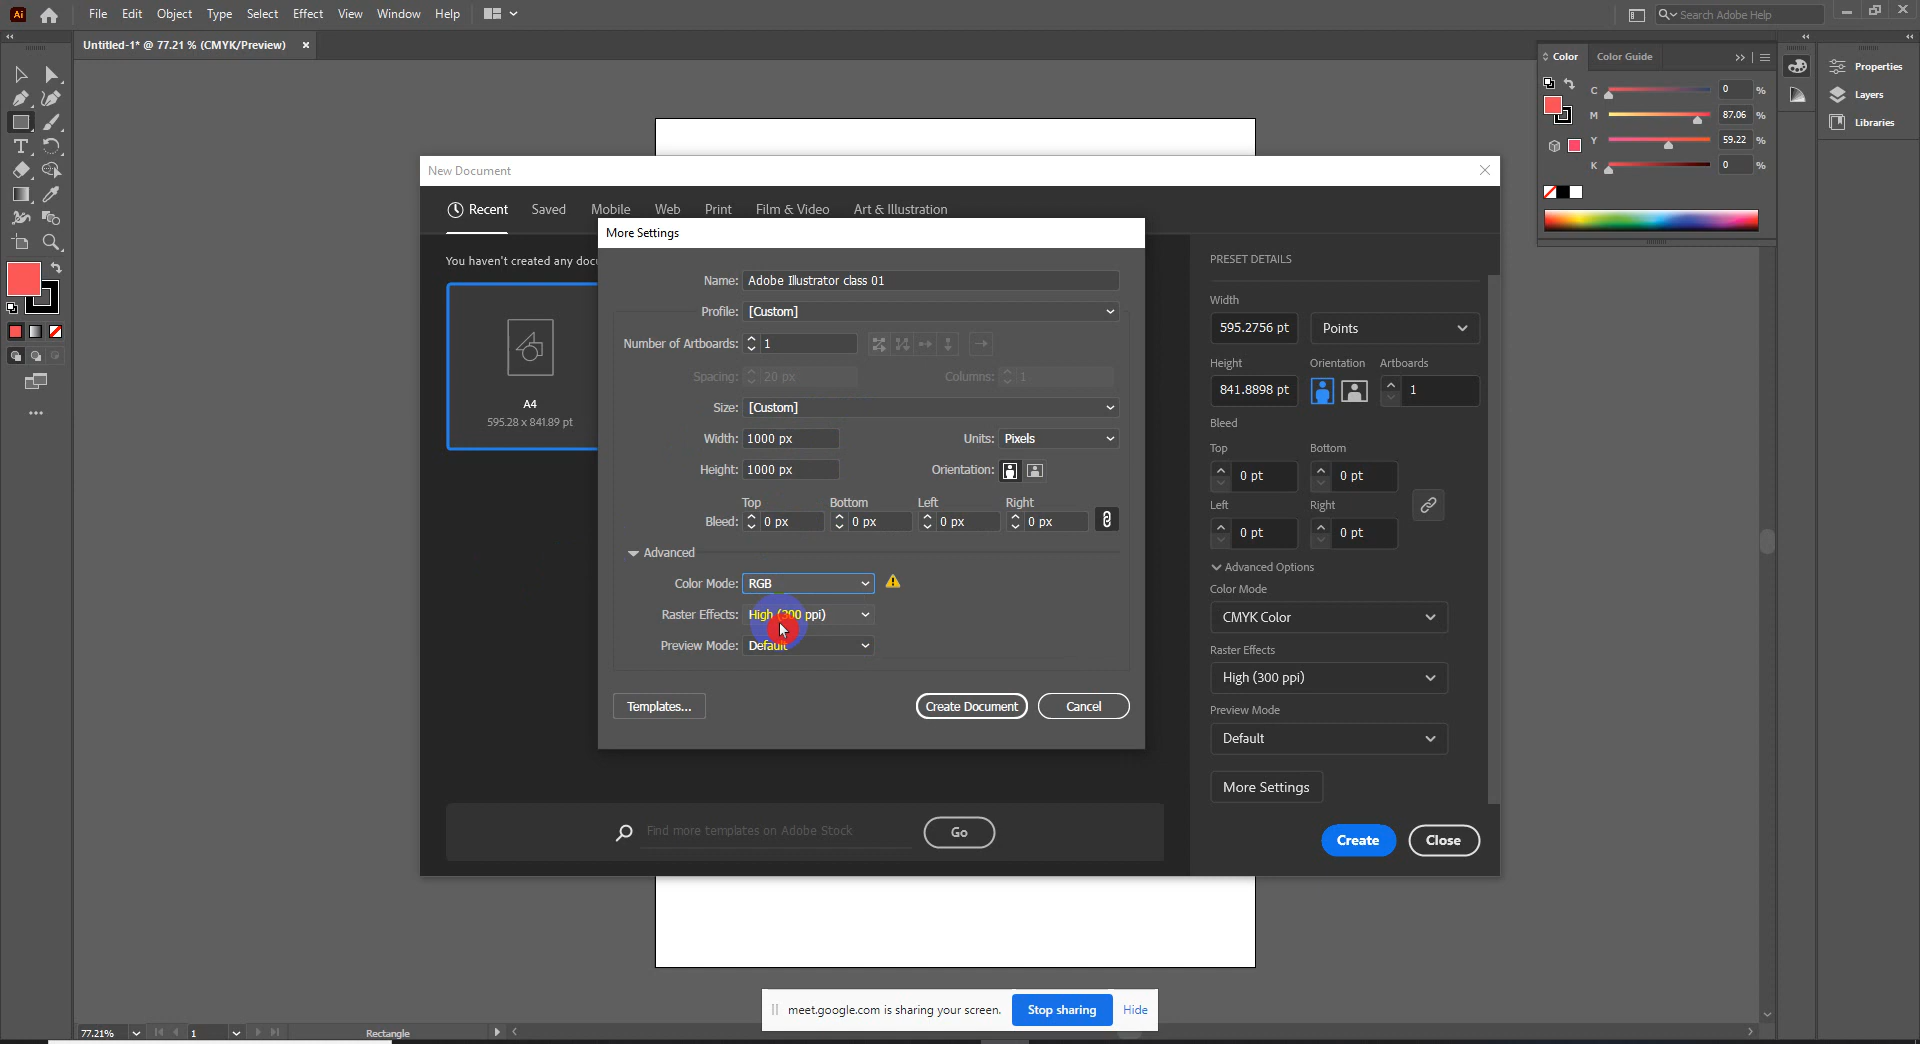 Ai File Edit Object Type Select Effect View Window Help Search Adobe Help
Untitled-1* @ 77.21 % (CMYK/Preview) ×
Color Color Guide
C 0 %
M 87.06 %
Y 59.22 %
K 0 %
Properties
Layers
Libraries
New Document
Recent Saved Mobile Web Print Film & Video Art & Illustration
You haven't created any docu
A4
595.28 x 841.89 pt
More Settings
Name: Adobe Illustrator class 01
Profile: [Custom]
Number of Artboards: 1
Spacing: 20 px Columns: 1
Size: [Custom]
Width: 1000 px Units: Pixels
Height: 1000 px Orientation:
Top Bottom Left Right
Bleed: 0 px 0 px 0 px 0 px
Advanced
Color Mode: RGB
Raster Effects: High (300 ppi)
Preview Mode: Default
Templates... Create Document Cancel
PRESET DETAILS
Width
595.2756 pt Points
Height Orientation Artboards
841.8898 pt 1
Bleed
Top Bottom
0 pt 0 pt
Left Right
0 pt 0 pt
Advanced Options
Color Mode
CMYK Color
Raster Effects
High (300 ppi)
Preview Mode
Default
More Settings
Find more templates on Adobe Stock Go
Create Close
meet.google.com is sharing your screen. Stop sharing Hide
77.21% 1 Rectangle